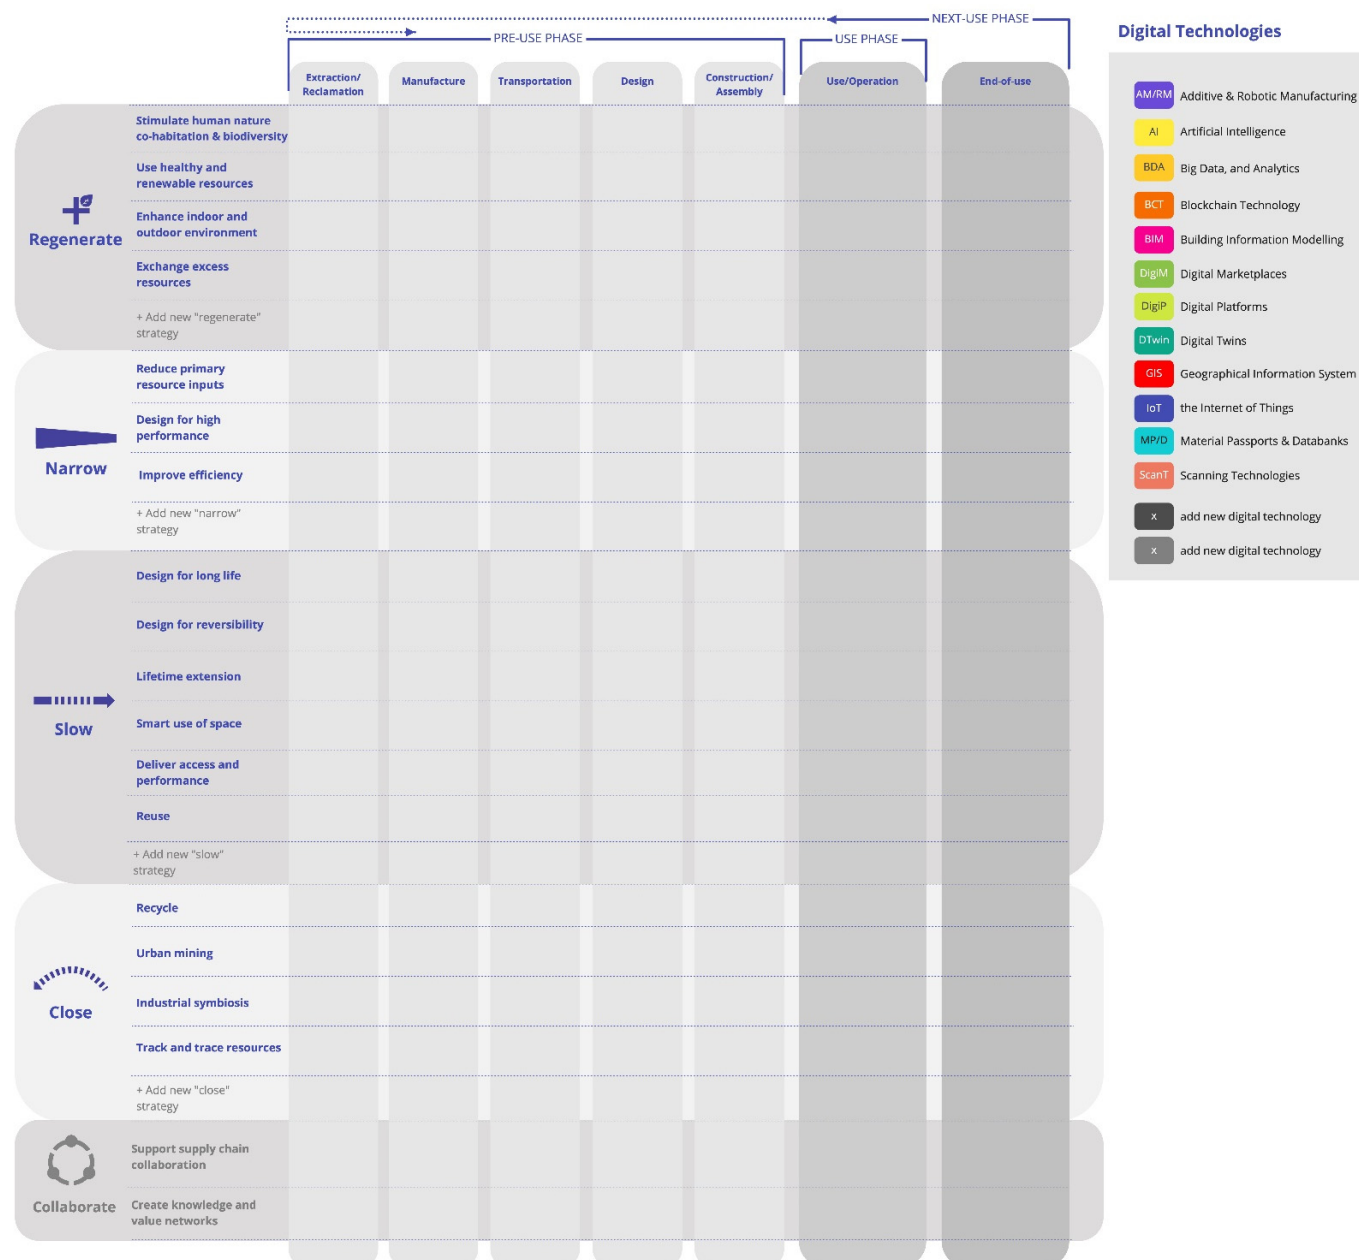 NEXT-USE PHASE
PRE-USE PHASE
USE PHASE
Extraction/
Reclamation
Manufacture
Transportation
Design
Construction/
Assembly
Use/Operation
End-of-use
Regenerate
Stimulate human nature
co-habitation & biodiversity
Use healthy and
renewable resources
Enhance indoor and
outdoor environment
Exchange excess
resources
+ Add new "regenerate"
strategy
Narrow
Reduce primary
resource inputs
Design for high
performance
Improve efficiency
+ Add new "narrow"
strategy
Slow
Design for long life
Design for reversibility
Lifetime extension
Smart use of space
Deliver access and
performance
Reuse
+ Add new "slow"
strategy
Close
Recycle
Urban mining
Industrial symbiosis
Track and trace resources
+ Add new "close"
strategy
Collaborate
Support supply chain
collaboration
Create knowledge and
value networks
Digital Technologies
AM/RM Additive & Robotic Manufacturing
AI Artificial Intelligence
BDA Big Data, and Analytics
BCT Blockchain Technology
BIM Building Information Modelling
DigiM Digital Marketplaces
DigiP Digital Platforms
DTwin Digital Twins
GIS Geographical Information System
IoT the Internet of Things
MP/D Material Passports & Databanks
ScanT Scanning Technologies
x add new digital technology
x add new digital technology